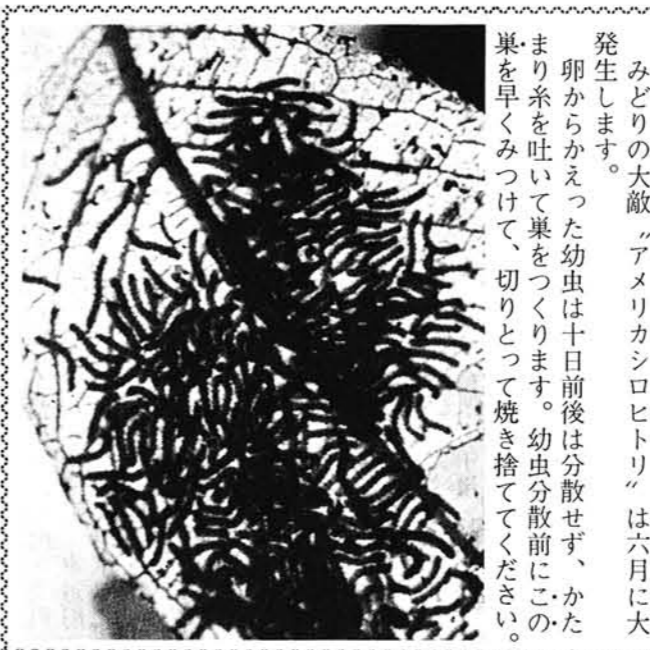 みどりの大敵〝アメリカシロヒトリ〟は六月に大
発生します。
卵からかえった幼虫は十日前後は分散せず、かた
まり糸を吐いて巣をつくります。幼虫分散前にこの
巣を早くみつけて、切りとって焼き捨ててください。